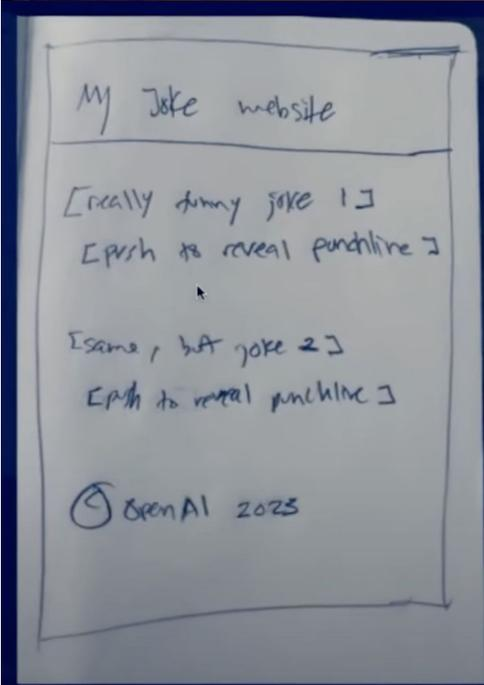 My Joke website
[really funny joke 1]
[push to reveal punchline]
[same, but joke 2]
[push to reveal punchline]
© OpenAI 2023